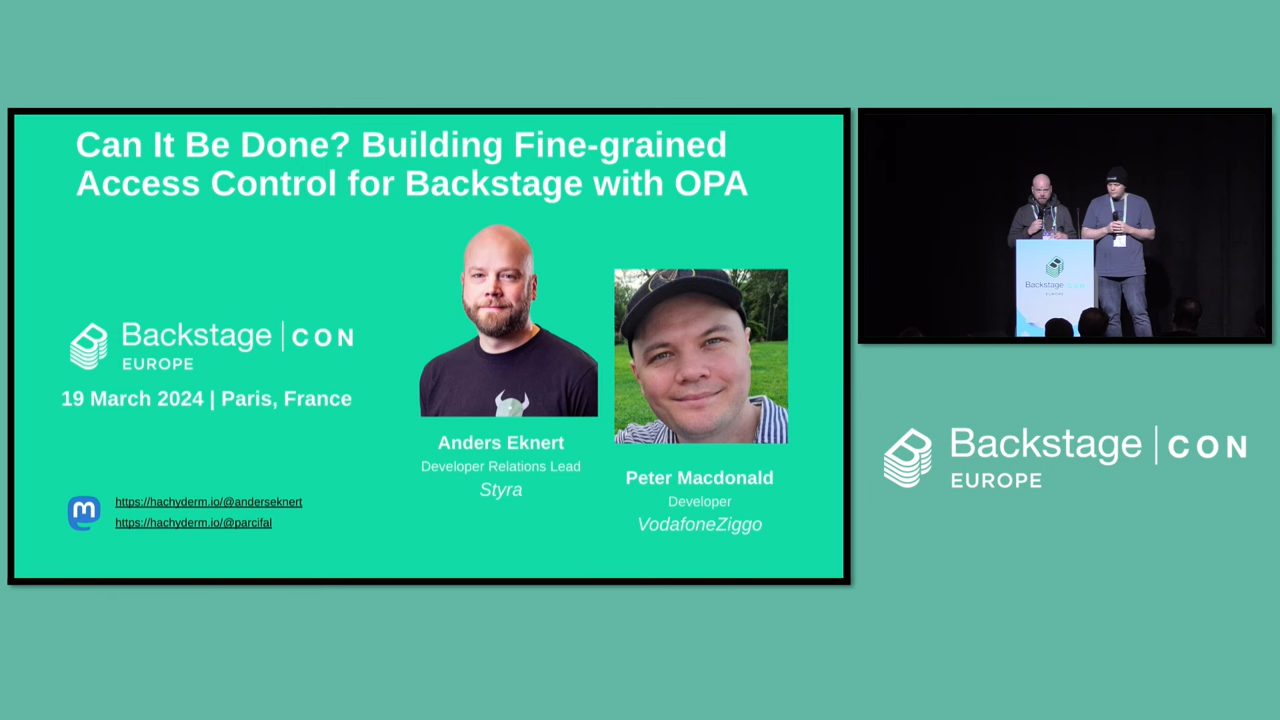 Can It Be Done? Building Fine-grained
Access Control for Backstage with OPA
Backstage | CON
EUROPE
19 March 2024 | Paris, France
https://hachyderm.io/@anderseknert
https://hachyderm.io/@parcifal
Anders Eknert
Developer Relations Lead
Styra
Peter Macdonald
Developer
VodafoneZiggo
Backstage
EUROPE
Backstage | CON
EUROPE